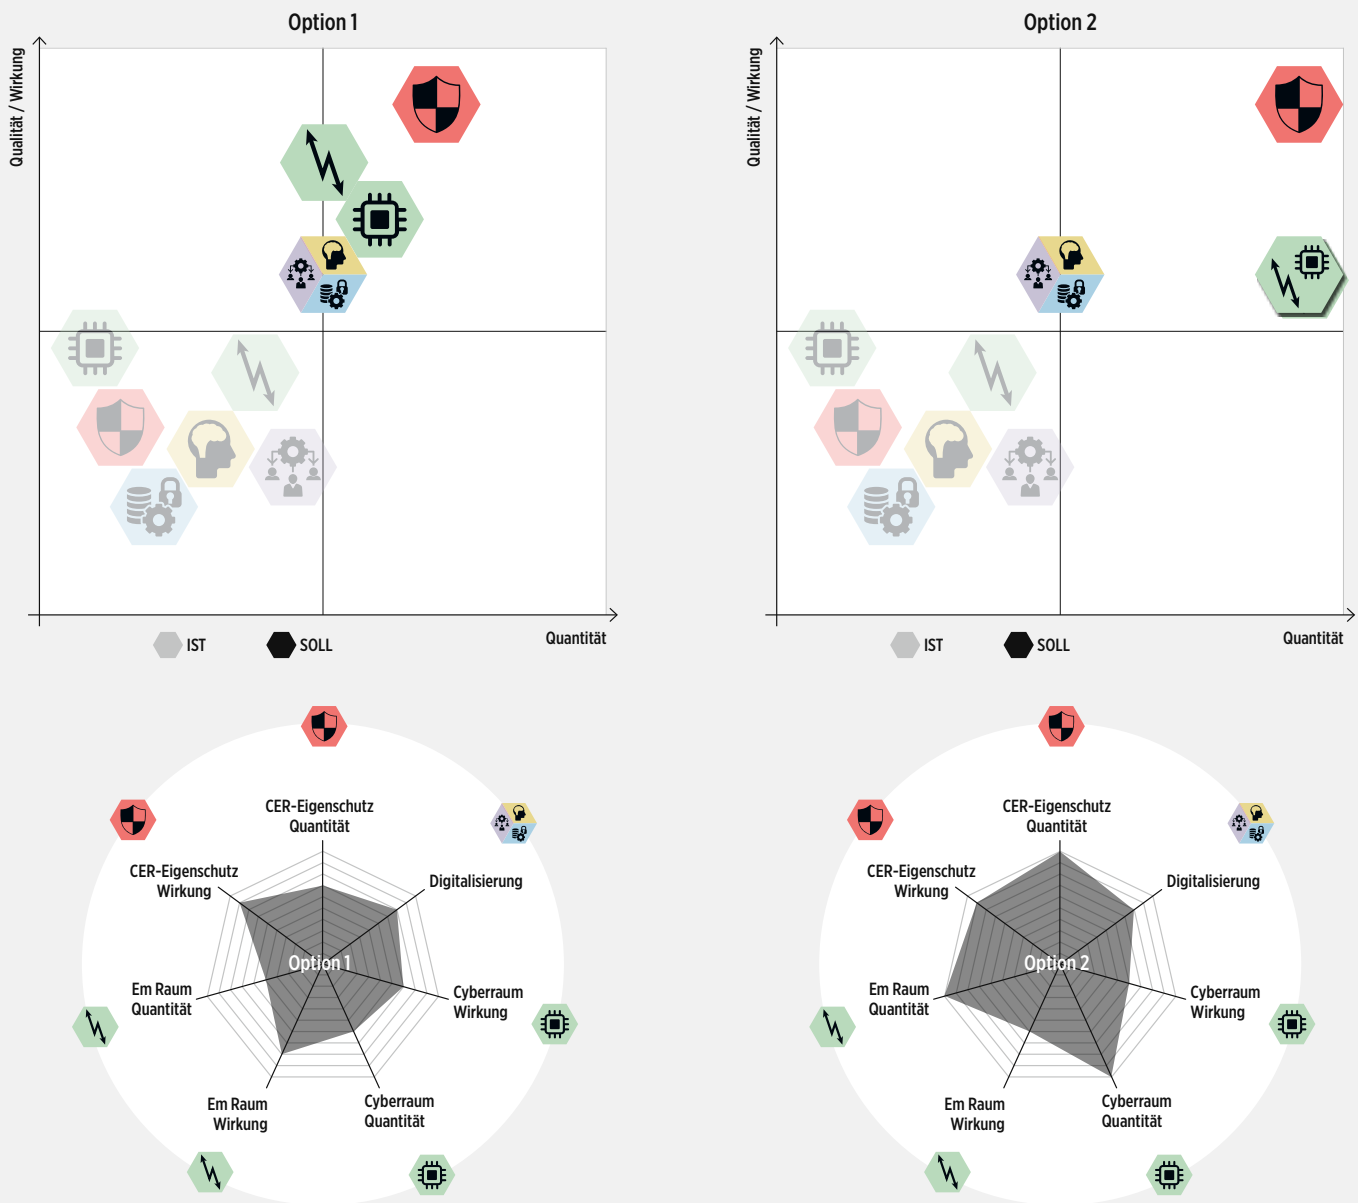 Option 1
Qualität / Wirkung
IST
SOLL
Quantität
Option 2
Qualität / Wirkung
IST
SOLL
Quantität
CER-Eigenschutz
Quantität
CER-Eigenschutz
Wirkung
Digitalisierung
Option 1
Em Raum
Quantität
Cyberraum
Wirkung
Em Raum
Wirkung
Cyberraum
Quantität
CER-Eigenschutz
Quantität
CER-Eigenschutz
Wirkung
Digitalisierung
Option 2
Em Raum
Quantität
Cyberraum
Wirkung
Em Raum
Wirkung
Cyberraum
Quantität